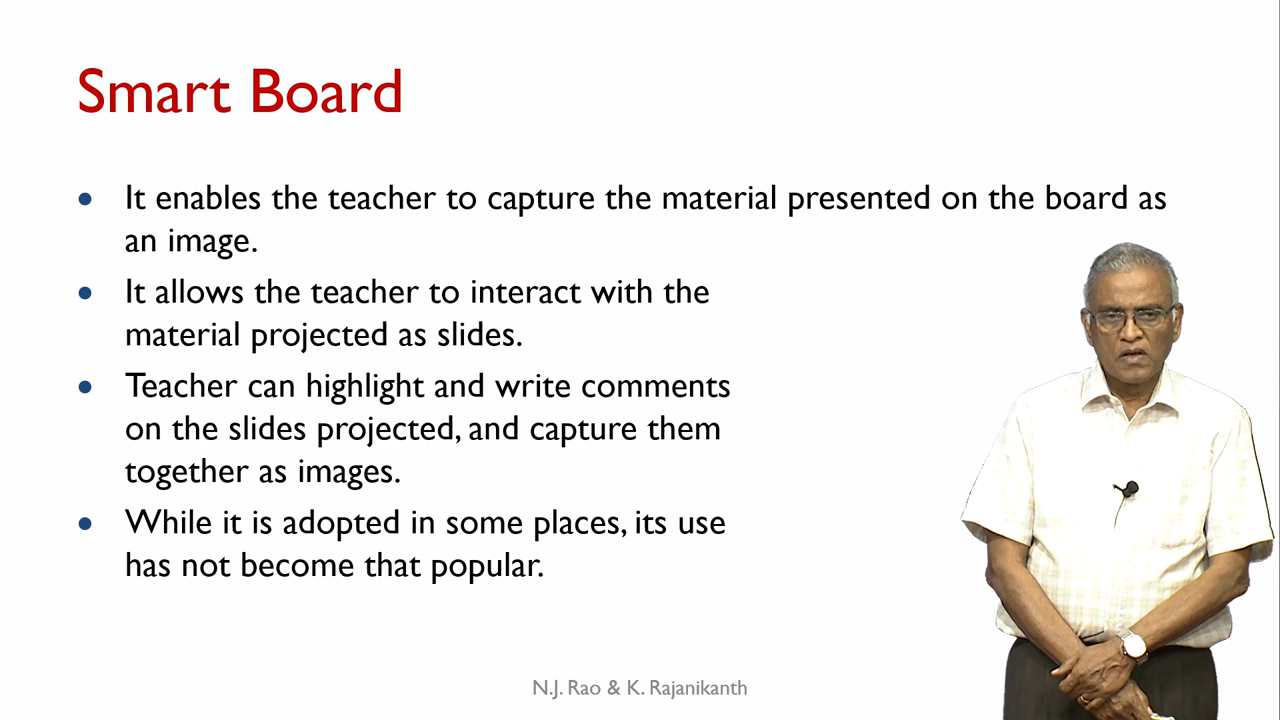 Smart Board
• It enables the teacher to capture the material presented on the board as
an image.
• It allows the teacher to interact with the
material projected as slides.
• Teacher can highlight and write comments
on the slides projected, and capture them
together as images.
• While it is adopted in some places, its use
has not become that popular.
N.J. Rao & K. Rajanikanth